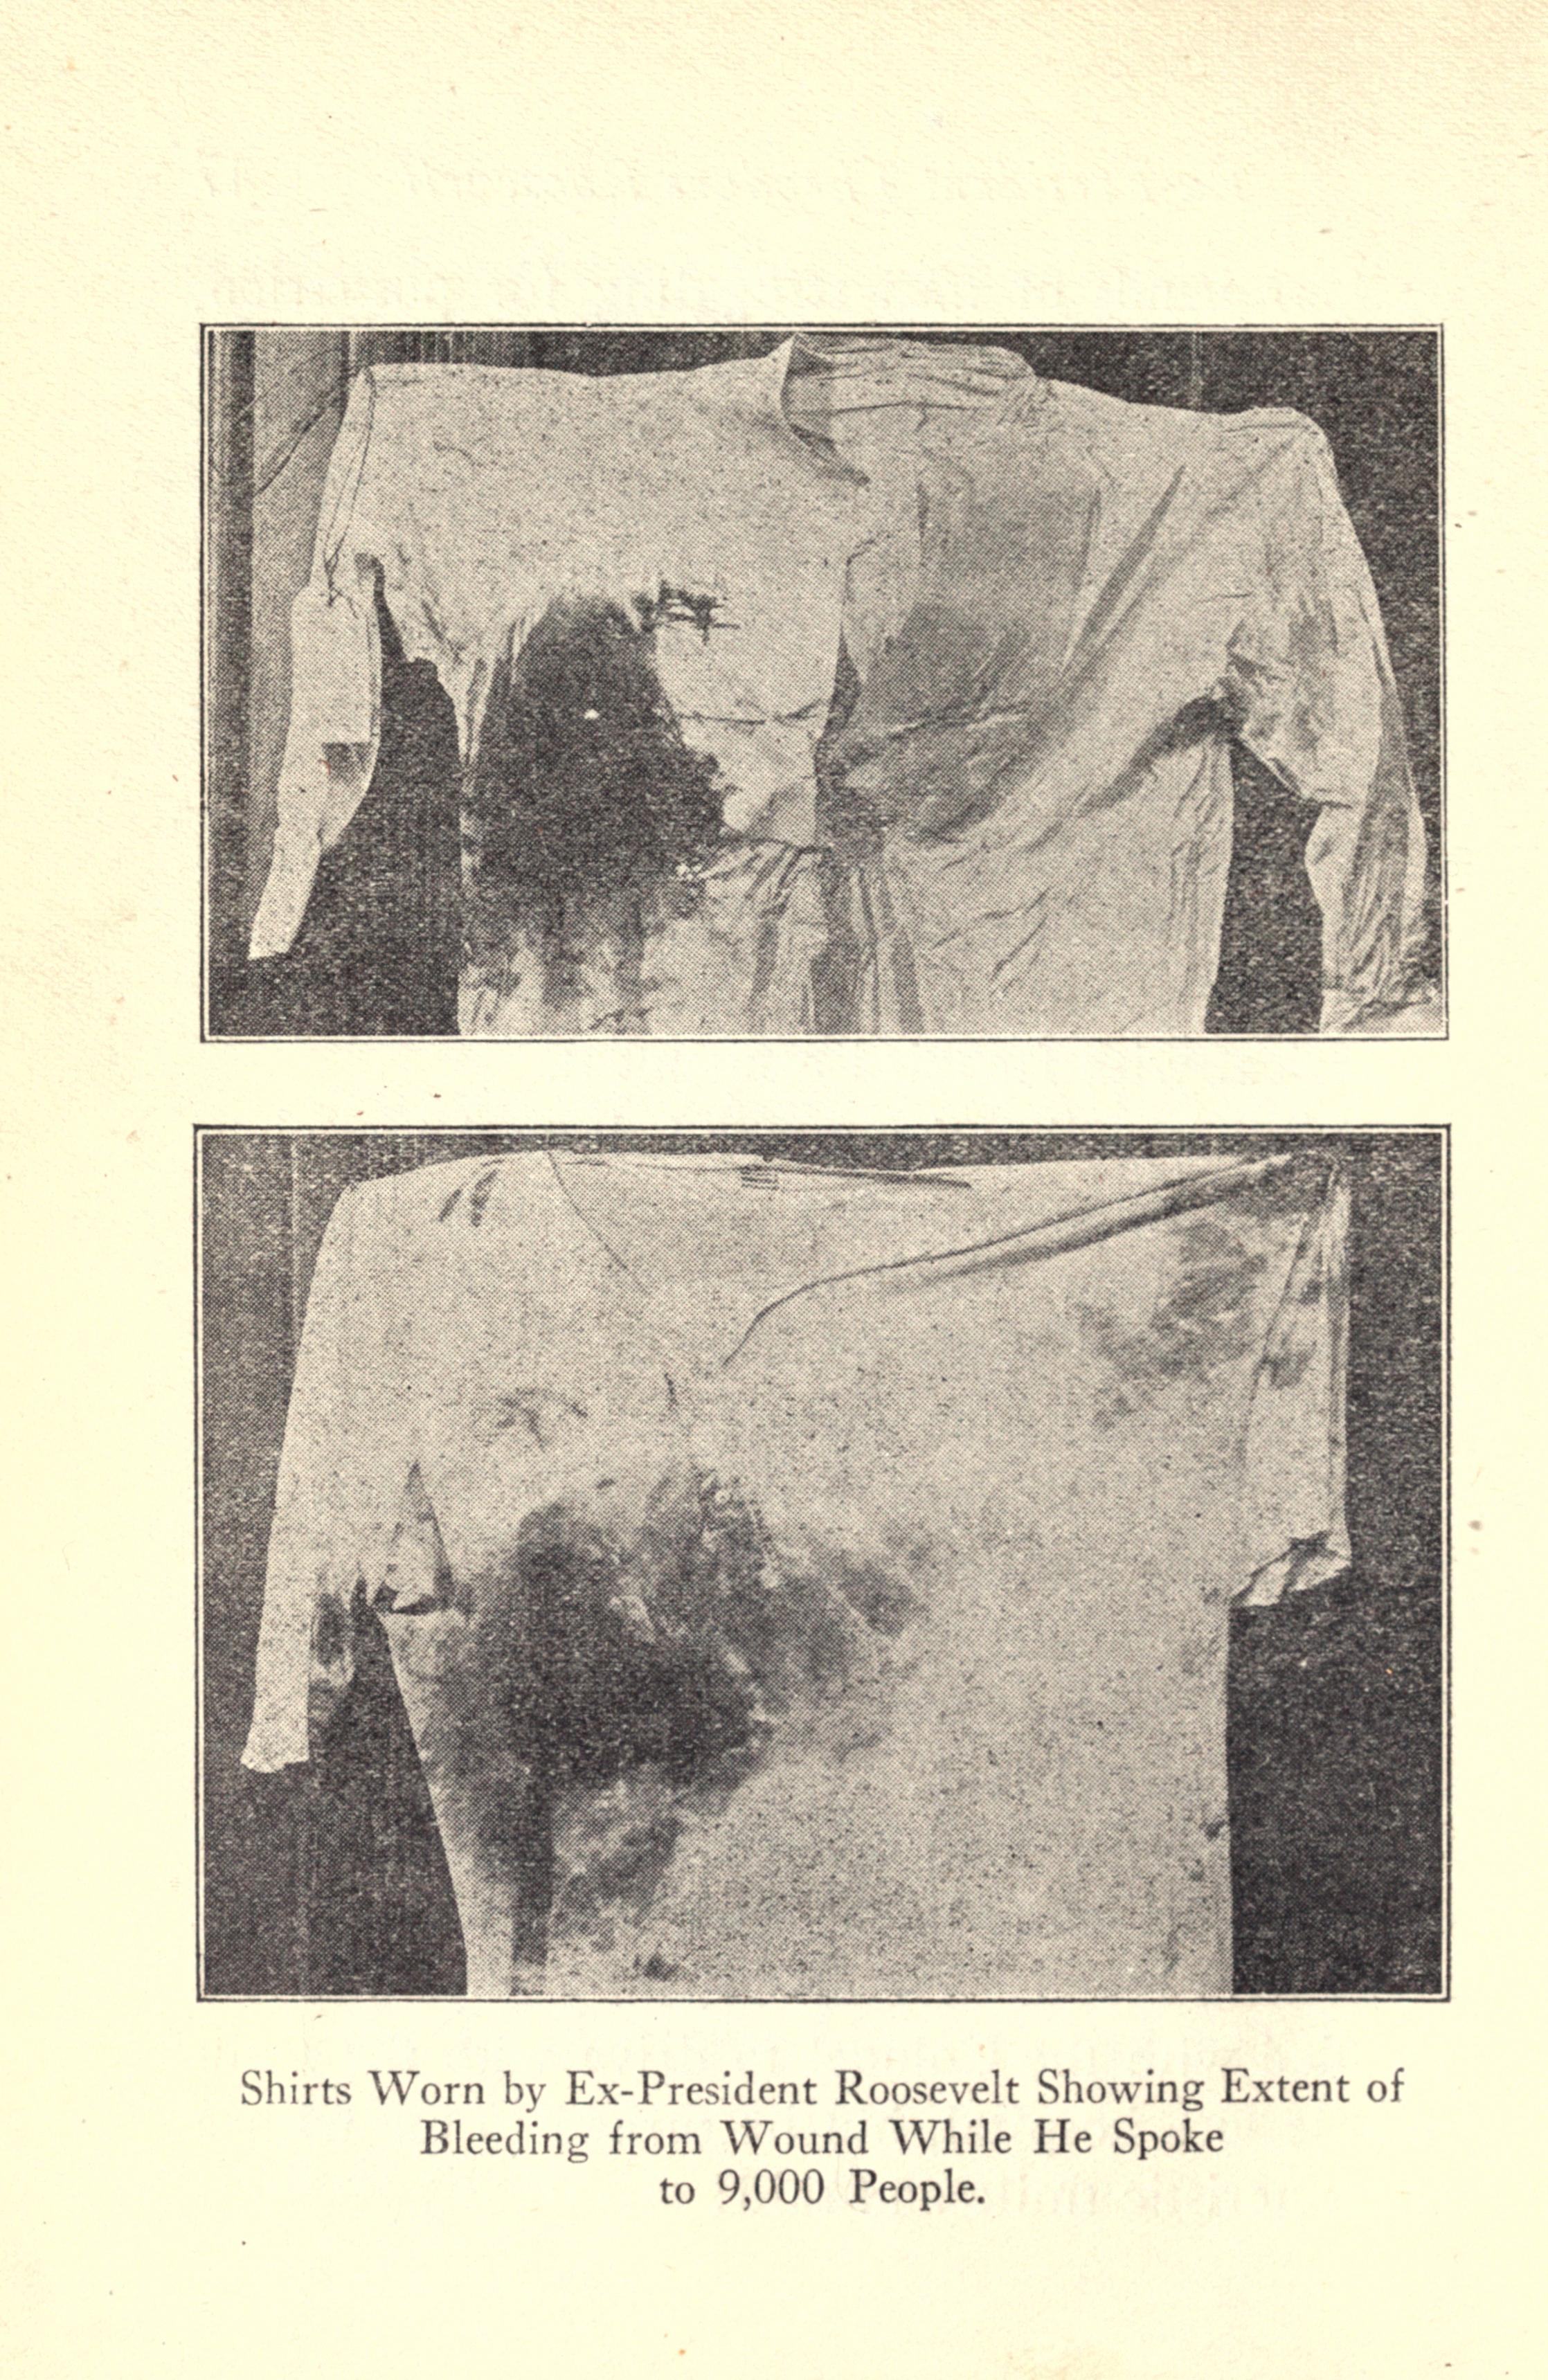 Shirts Worn by Ex-President Roosevelt Showing Extent of
Bleeding from Wound While He Spoke
to 9,000 People.